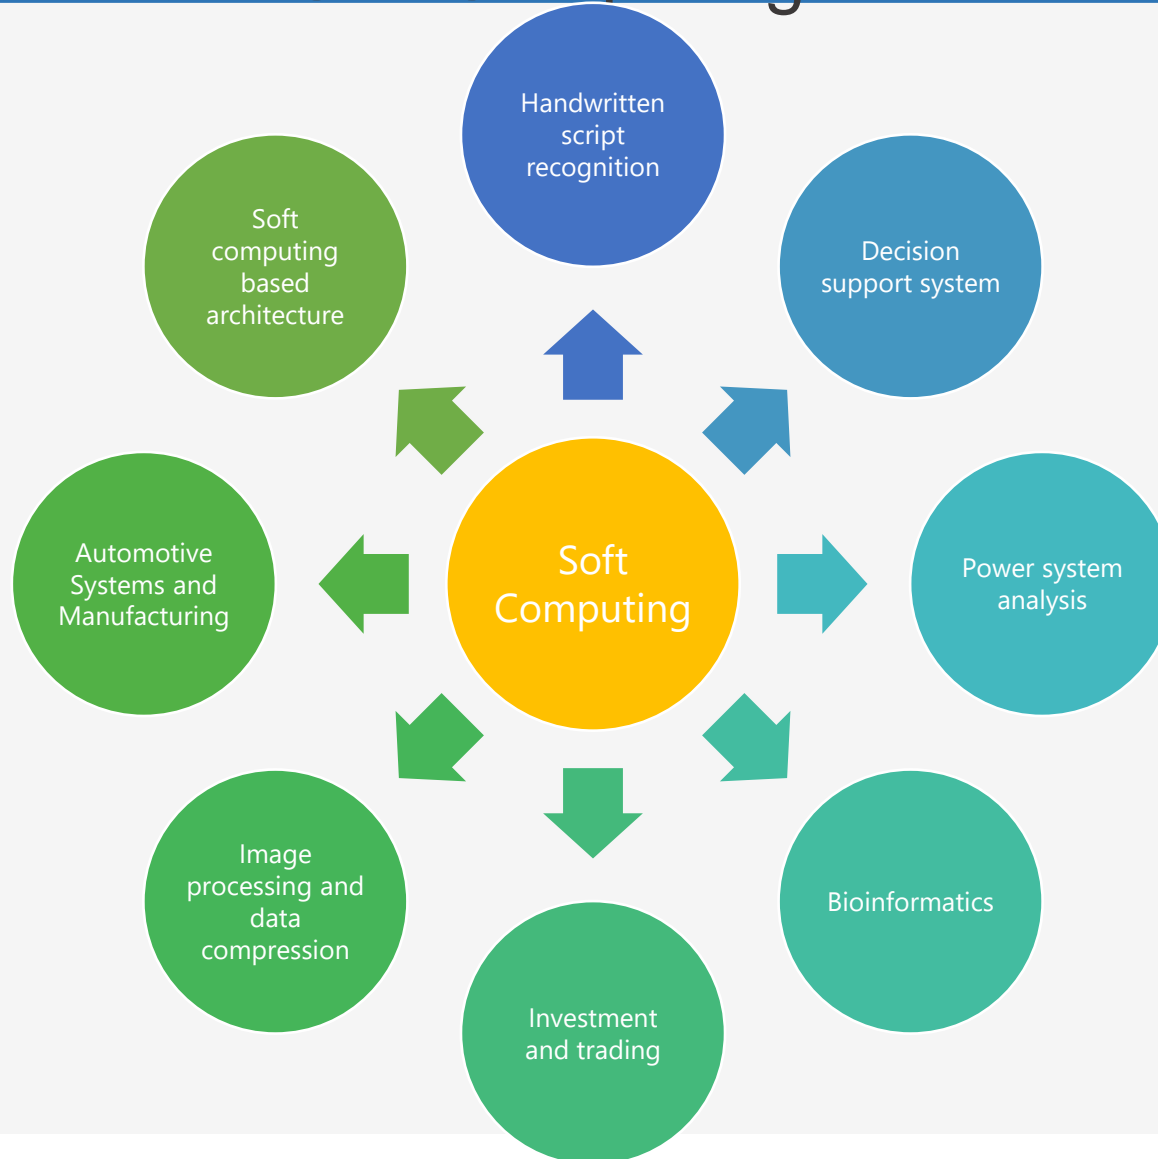 Handwritten
script
recognition
Decision
support system
Power system
analysis
Bioinformatics
Investment
and trading
Image
processing and
data
compression
Automotive
Systems and
Manufacturing
Soft
computing
based
architecture
Soft
Computing